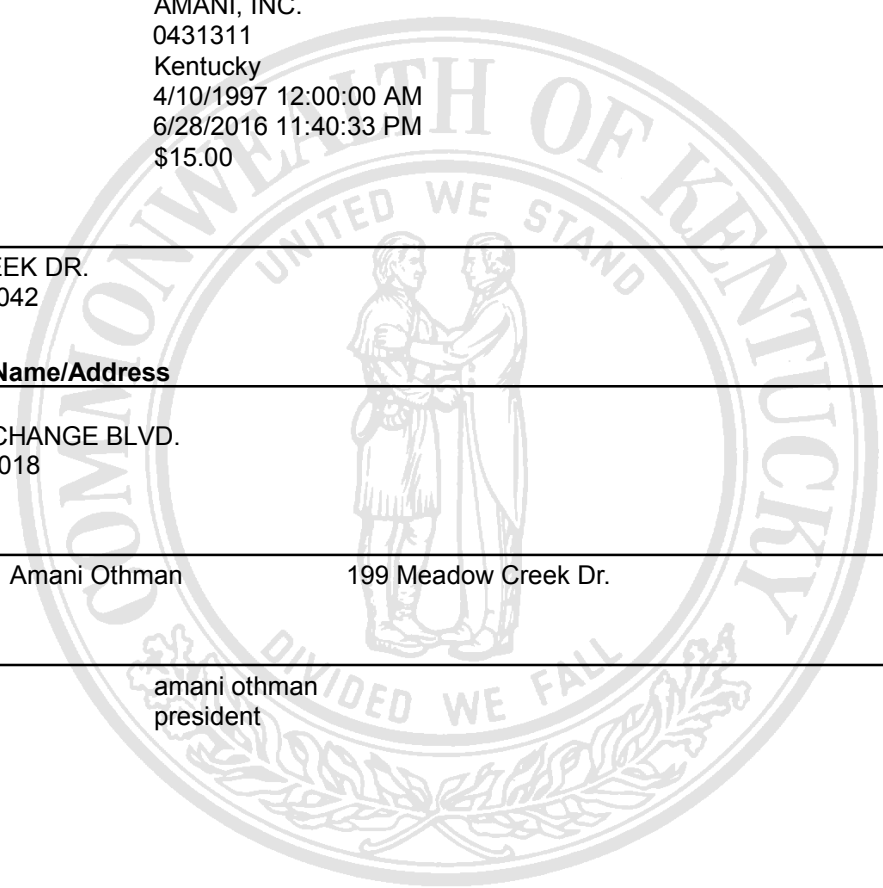 AMANI, INC.
0431311
Kentucky
4/10/1997 12:00:00 AM
6/28/2016 11:40:33 PM
$15.00
EEK DR.
042
Name/Address
CHANGE BLVD.
018
Amani Othman 199 Meadow Creek Dr.
amani othman
president
COMMONWEALTH OF KENTUCKY
UNITED WE STAND
DIVIDED WE FALL